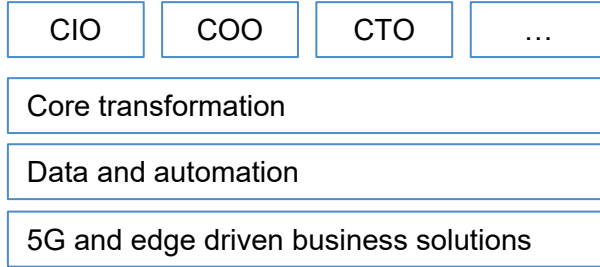 CIO COO CTO …
Core transformation
Data and automation
5G and edge driven business solutions